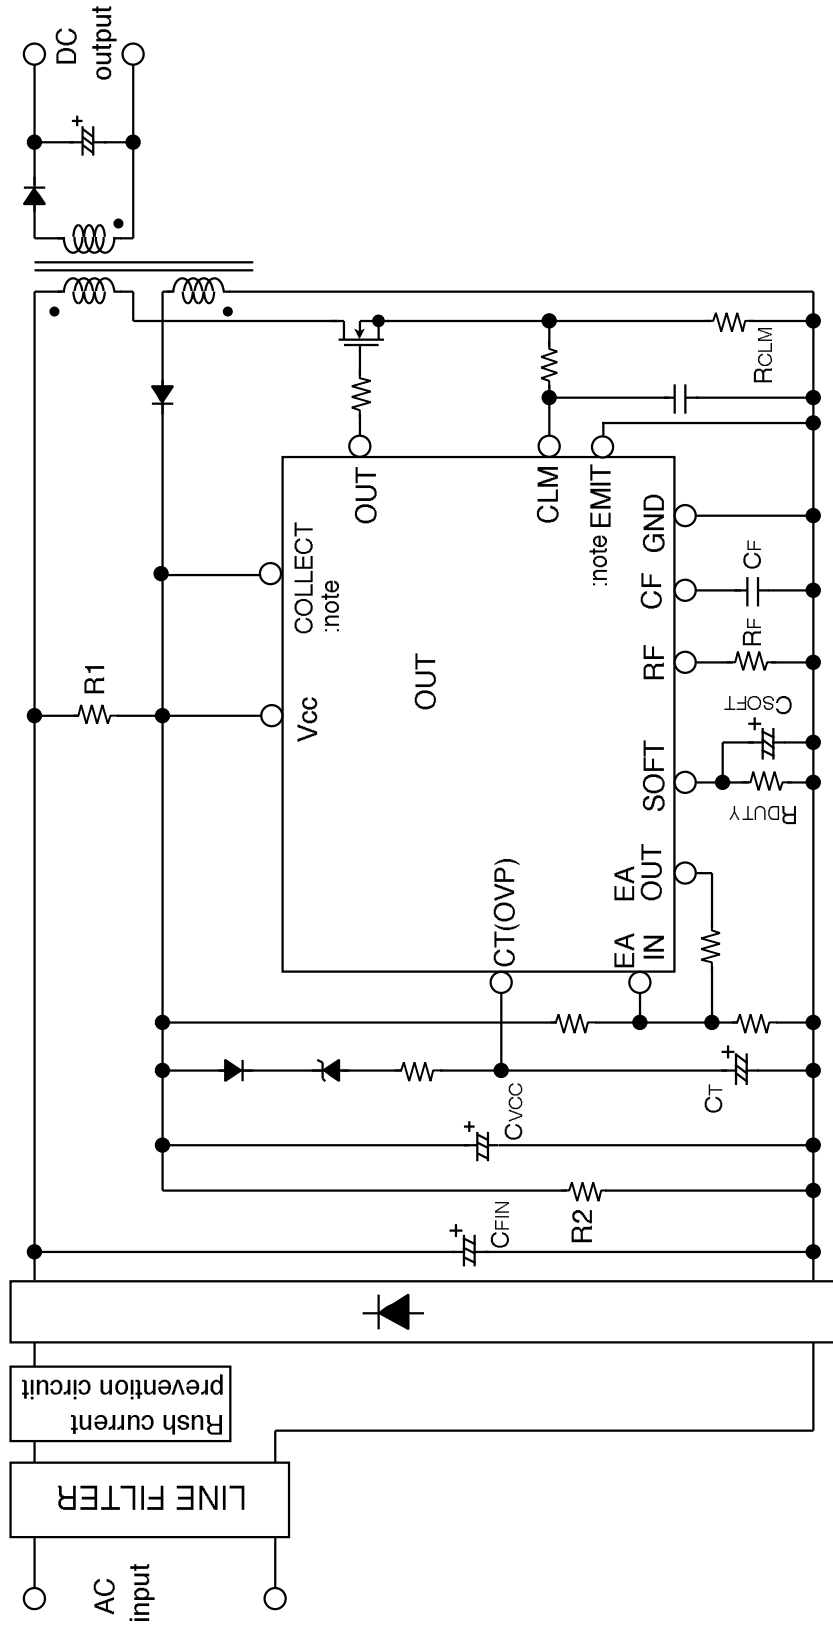 AC
input
LINE FILTER
Rush current
prevention circuit
+
CFIN
R2
+
CVCC
+
CT
CT(OVP)
EA
IN
EA
OUT
SOFT
RDUTY
+
CSOFT
RF
RF
CF
CF
GND
:note EMIT
CLM
RCLM
OUT
COLLECT
:note
Vcc
OUT
R1
+
DC
output